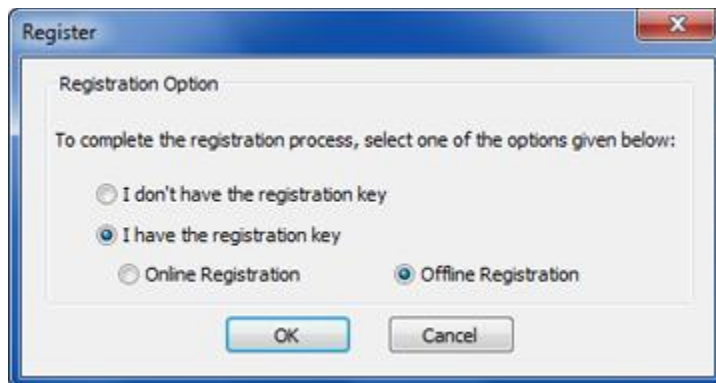 Register
Registration Option
To complete the registration process, select one of the options given below:
I don't have the registration key
I have the registration key
Online Registration Offline Registration
OK Cancel